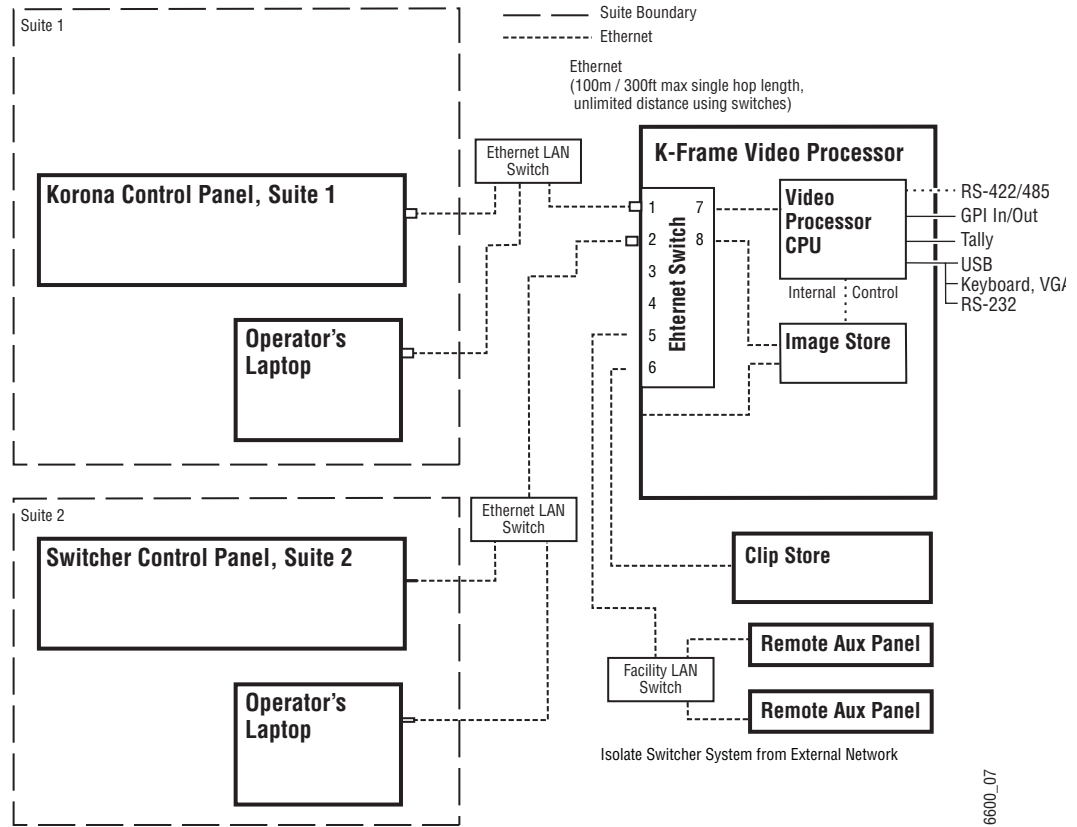 Suite 1
Suite Boundary
Ethernet
Ethernet
(100m / 300ft max single hop length,
unlimited distance using switches)
Ethernet LAN
Switch
Korona Control Panel, Suite 1
Operator's
Laptop
K-Frame Video Processor
Ehternet Switch
1
2
3
4
5
6
7
8
Video
Processor
CPU
Internal
Control
Image Store
RS-422/485
GPI In/Out
Tally
USB
Keyboard, VGA
RS-232
Suite 2
Ethernet LAN
Switch
Switcher Control Panel, Suite 2
Operator's
Laptop
Clip Store
Remote Aux Panel
Facility LAN
Switch
Remote Aux Panel
Isolate Switcher System from External Network
6600_07